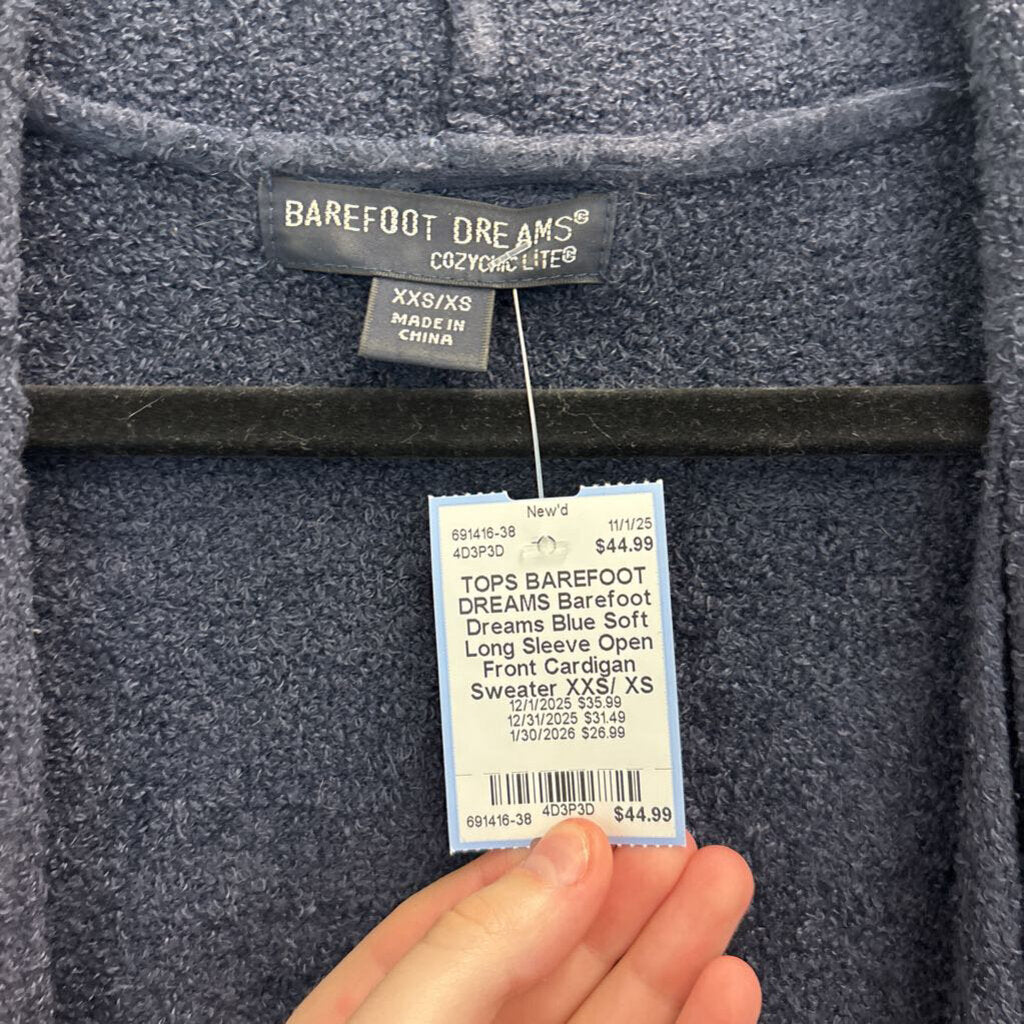 BAREFOOT DREAMS®
COZYCHIC LITE®
XXS/XS
MADE IN
CHINA
New'd
691416-38 11/1/25
4D3P3D $44.99
TOPS BAREFOOT
DREAMS Barefoot
Dreams Blue Soft
Long Sleeve Open
Front Cardigan
Sweater XXS/ XS
12/1/2025 $35.99
12/31/2025 $31.49
1/30/2026 $26.99
691416-38 4D3P3D $44.99